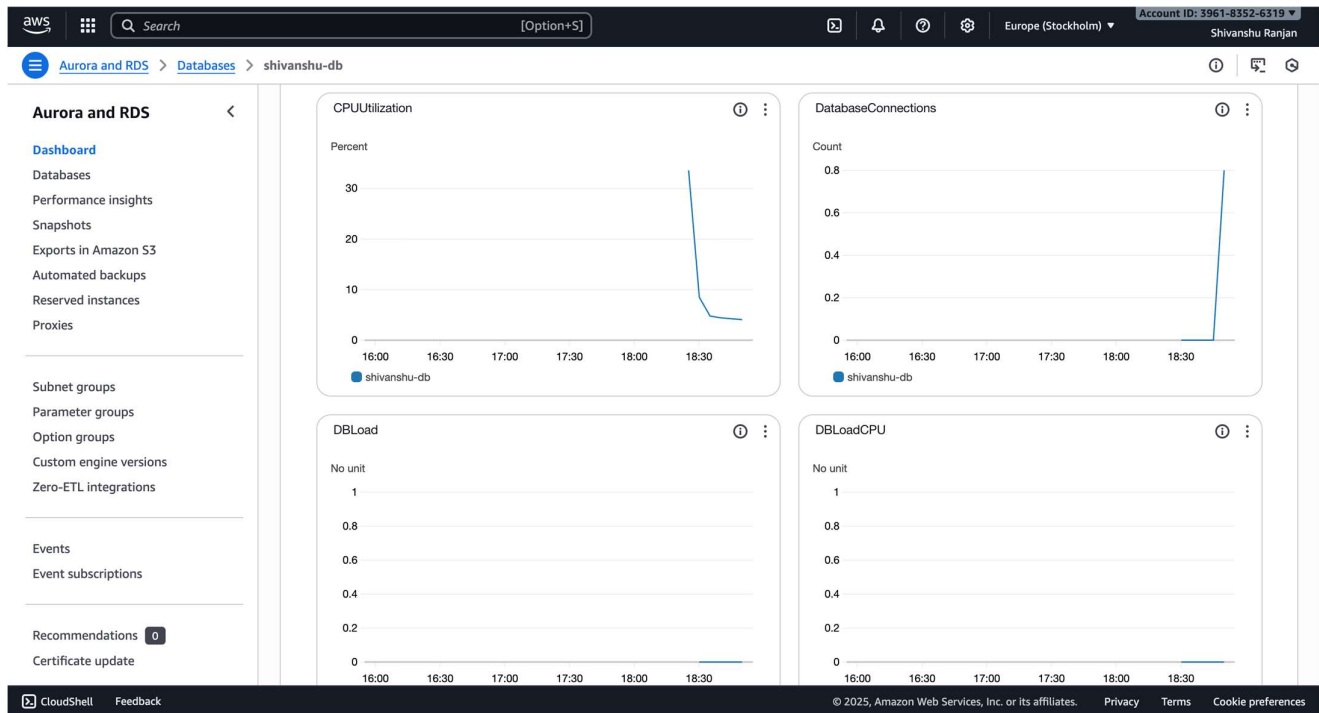 aws
Search [Option+S]
Europe (Stockholm) ▼
Account ID: 3961-8352-6319 ▼
Shivanshu Ranjan
Aurora and RDS > Databases > shivanshu-db
Aurora and RDS
Dashboard
Databases
Performance insights
Snapshots
Exports in Amazon S3
Automated backups
Reserved instances
Proxies
Subnet groups
Parameter groups
Option groups
Custom engine versions
Zero-ETL integrations
Events
Event subscriptions
Recommendations 0
Certificate update
CPUUtilization
Percent
30
20
10
0
16:00 16:30 17:00 17:30 18:00 18:30
shivanshu-db
DatabaseConnections
Count
0.8
0.6
0.4
0.2
0
16:00 16:30 17:00 17:30 18:00 18:30
shivanshu-db
DBLoad
No unit
1
0.8
0.6
0.4
0.2
0
16:00 16:30 17:00 17:30 18:00 18:30
DBLoadCPU
No unit
1
0.8
0.6
0.4
0.2
0
16:00 16:30 17:00 17:30 18:00 18:30
CloudShell Feedback
© 2025, Amazon Web Services, Inc. or its affiliates. Privacy Terms Cookie preferences